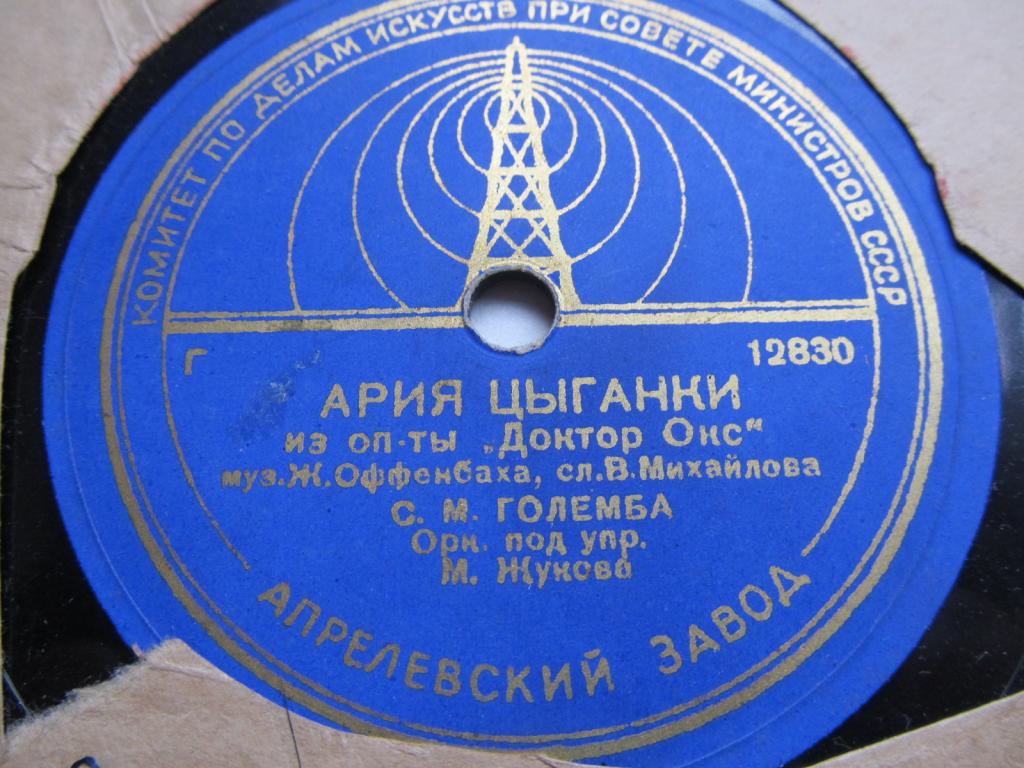 КОМИТЕТ ПО ДЕЛАМ ИСКУССТВ ПРИ СОВЕТЕ МИНИСТРОВ СССР
Г 12830
АРИЯ ЦЫГАНКИ
из оп-ты „Доктор Окс“
муз.Ж.Оффенбаха, сл.В.Михайлова
С. М. ГОЛЕМБА
Орк. под упр.
М. Жукова
АПРЕЛЕВСКИЙ ЗАВОД